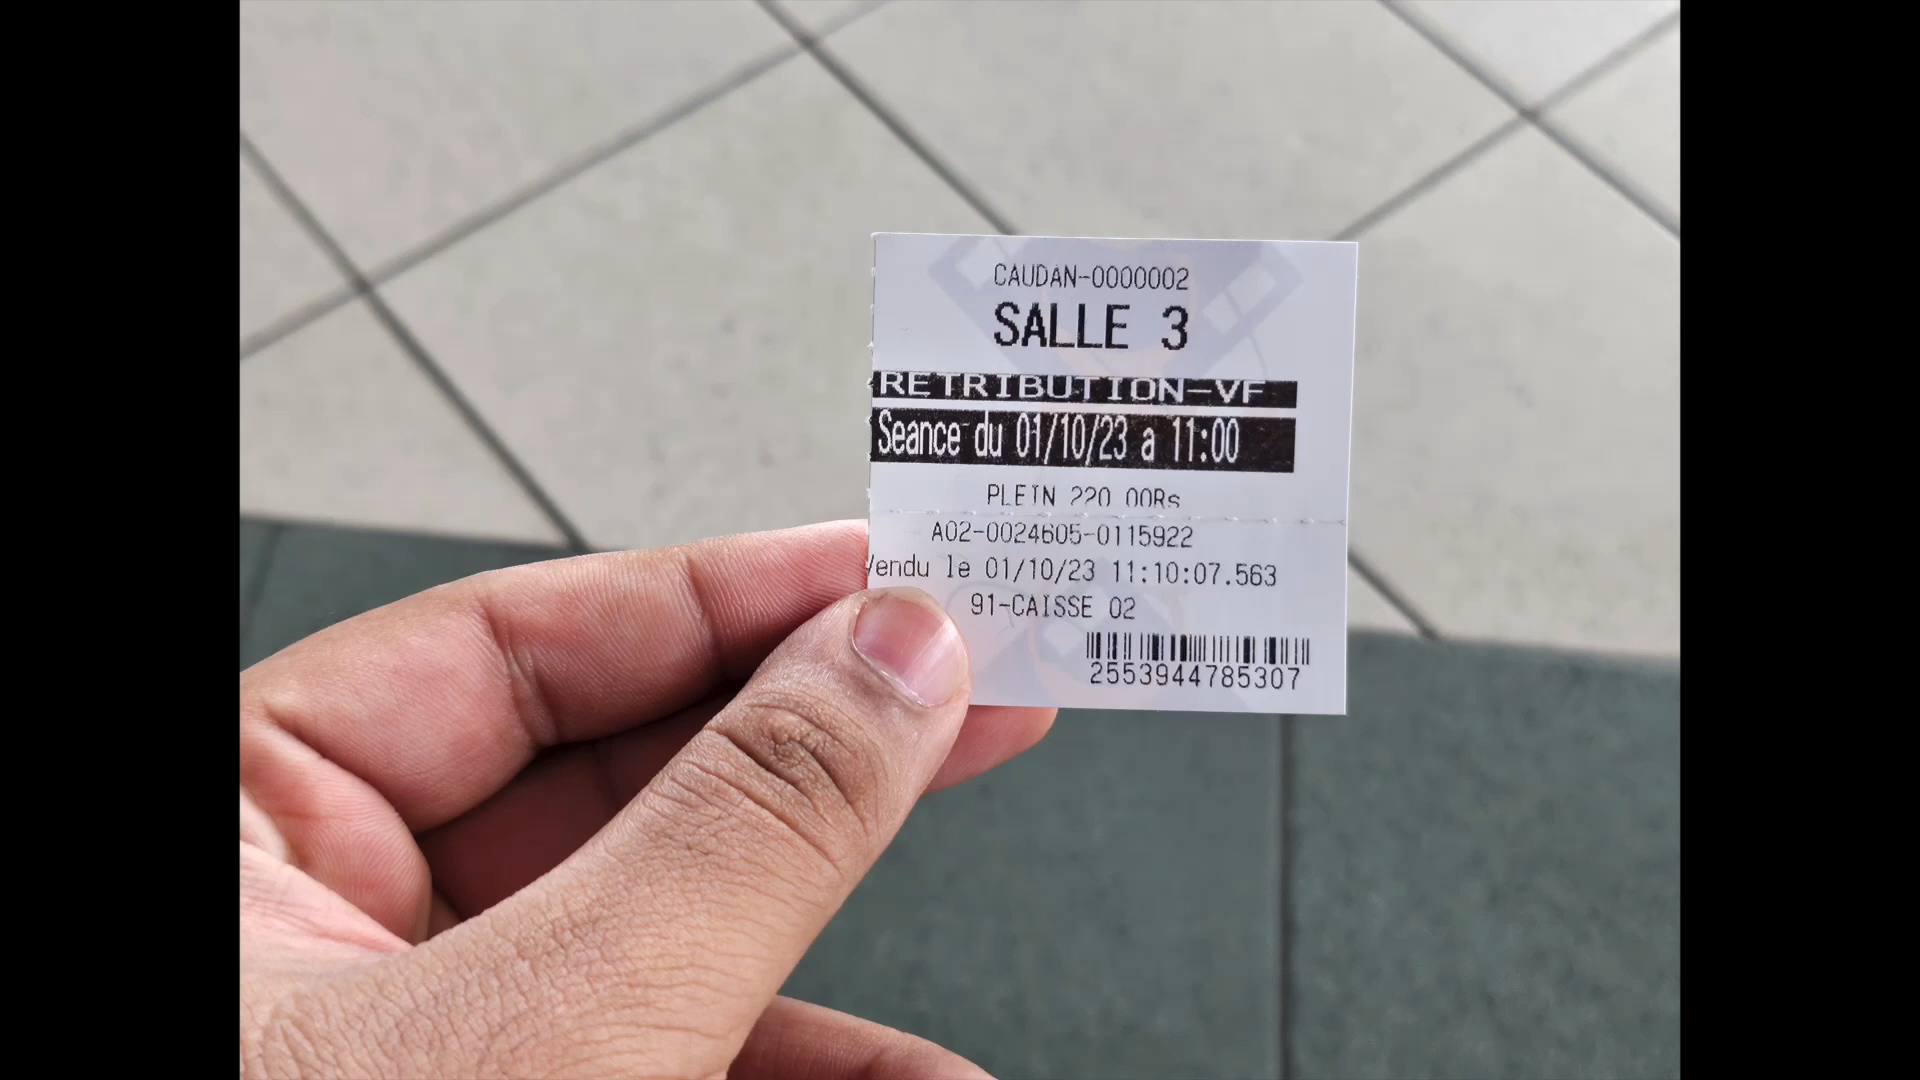 CAUDAN-0000002
SALLE 3
RETRIBUTION-VF
Seance du 01/10/23 a 11:00
PLEIN 220 00Rs
A02-0024605-0115922
Vendu le 01/10/23 11:10:07.563
91-CAISSE 02
2553944785307